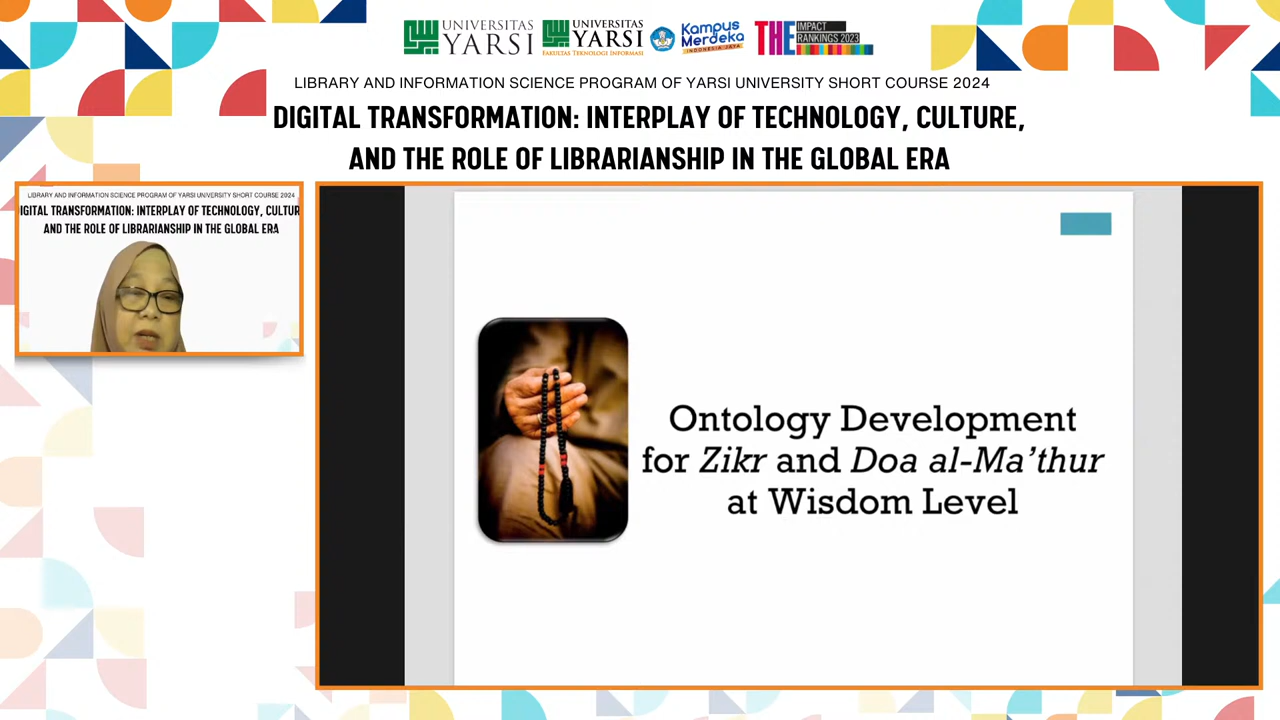 UNIVERSITAS
YARSI
UNIVERSITAS
YARSI
FAKULTAS TEKNOLOGI INFORMASI
Kampus
Merdeka
INDONESIA JAYA
THE
IMPACT
RANKINGS 2023
LIBRARY AND INFORMATION SCIENCE PROGRAM OF YARSI UNIVERSITY SHORT COURSE 2024
DIGITAL TRANSFORMATION: INTERPLAY OF TECHNOLOGY, CULTURE,
AND THE ROLE OF LIBRARIANSHIP IN THE GLOBAL ERA
LIBRARY AND INFORMATION SCIENCE PROGRAM OF YARSI UNIVERSITY SHORT COURSE 2024
IGITAL TRANSFORMATION: INTERPLAY OF TECHNOLOGY, CULTUR
AND THE ROLE OF LIBRARIANSHIP IN THE GLOBAL ERA
Ontology Development
for Zikr and Doa al-Ma’thur
at Wisdom Level